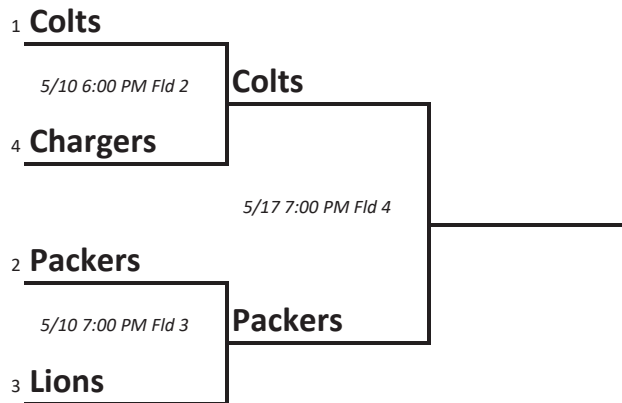 1 Colts
5/10 6:00 PM Fld 2
Colts
4 Chargers
5/17 7:00 PM Fld 4
2 Packers
5/10 7:00 PM Fld 3
Packers
3 Lions